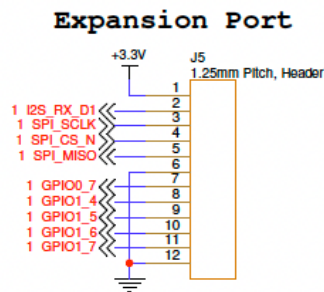 Expansion Port
+3.3V
J5
1.25mm Pitch, Header
1
1 I2S_RX_D1 2
1 SPI_SCLK 3
1 SPI_CS_N 4
1 SPI_MISO 5
6
1 GPIO0_7 7
1 GPIO1_4 8
1 GPIO1_5 9
1 GPIO1_6 10
1 GPIO1_7 11
12